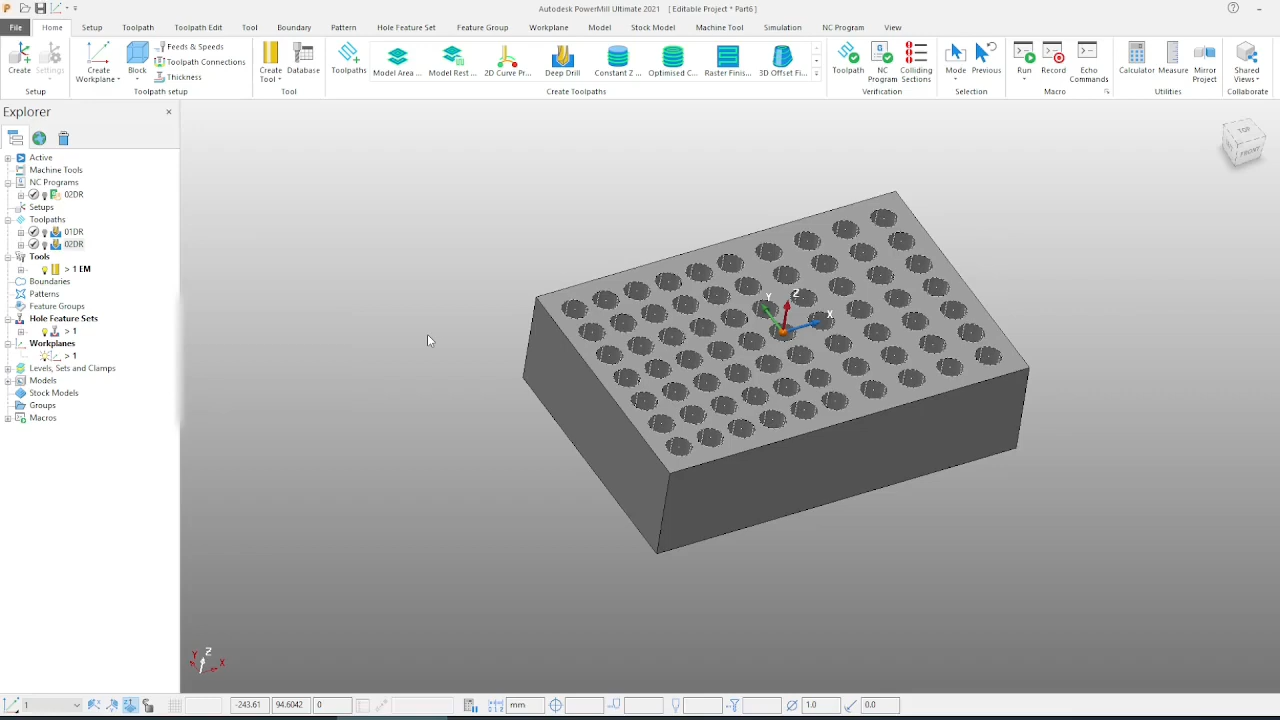 Autodesk PowerMill Ultimate 2021 [ Editable Project * Part6 ]
File Home Setup Toolpath Toolpath Edit Tool Boundary Pattern Hole Feature Set Feature Group Workplane Model Stock Model Machine Tool Simulation NC Program View
Create Settings Create Workplane Block Feeds & Speeds Toolpath Connections Thickness Create Tool Database Toolpaths Model Area ... Model Rest ... 2D Curve Pr... Deep Drill Constant Z ... Optimised C... Raster Finis... 3D Offset Fi... Toolpath NC Program Colliding Sections Mode Previous Run Record Echo Commands Calculator Measure Mirror Project Shared Views
Setup Toolpath setup Tool Create Toolpaths Verification Selection Macro Utilities Collaborate
Explorer
Active
Machine Tools
NC Programs
02DR
Setups
Toolpaths
01DR
02DR
Tools
> 1 EM
Boundaries
Patterns
Feature Groups
Hole Feature Sets
> 1
Workplanes
> 1
Levels, Sets and Clamps
Models
Stock Models
Groups
Macros
TOP
FRONT
Y Z X
Y Z X
1 -243.61 94.6042 0 mm 1.0 0.0